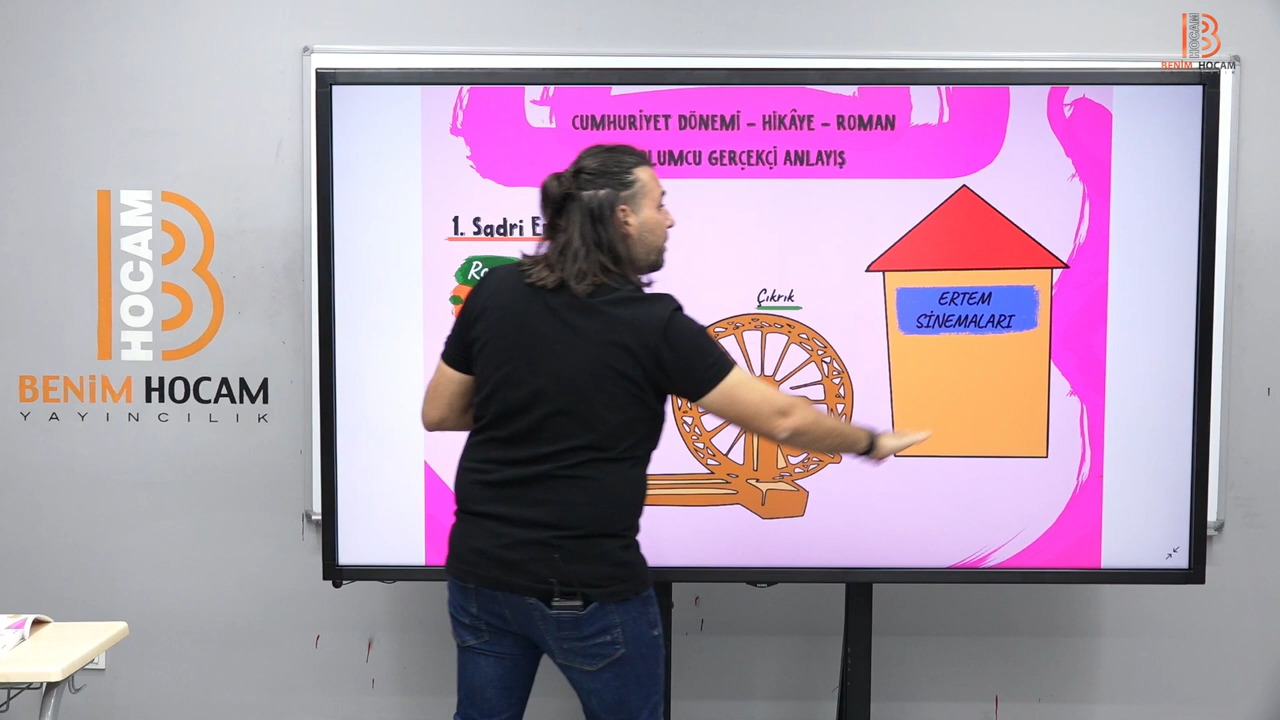 HOCAM
BENİM HOCAM
CUMHURİYET DÖNEMİ – HİKÂYE – ROMAN
GERÇEKÇİ ANLAYIŞ
1. Sadri
Çıkrık
ERTEM
SİNEMALARI
HOCAM
BENİM HOCAM
YAYINCILIK